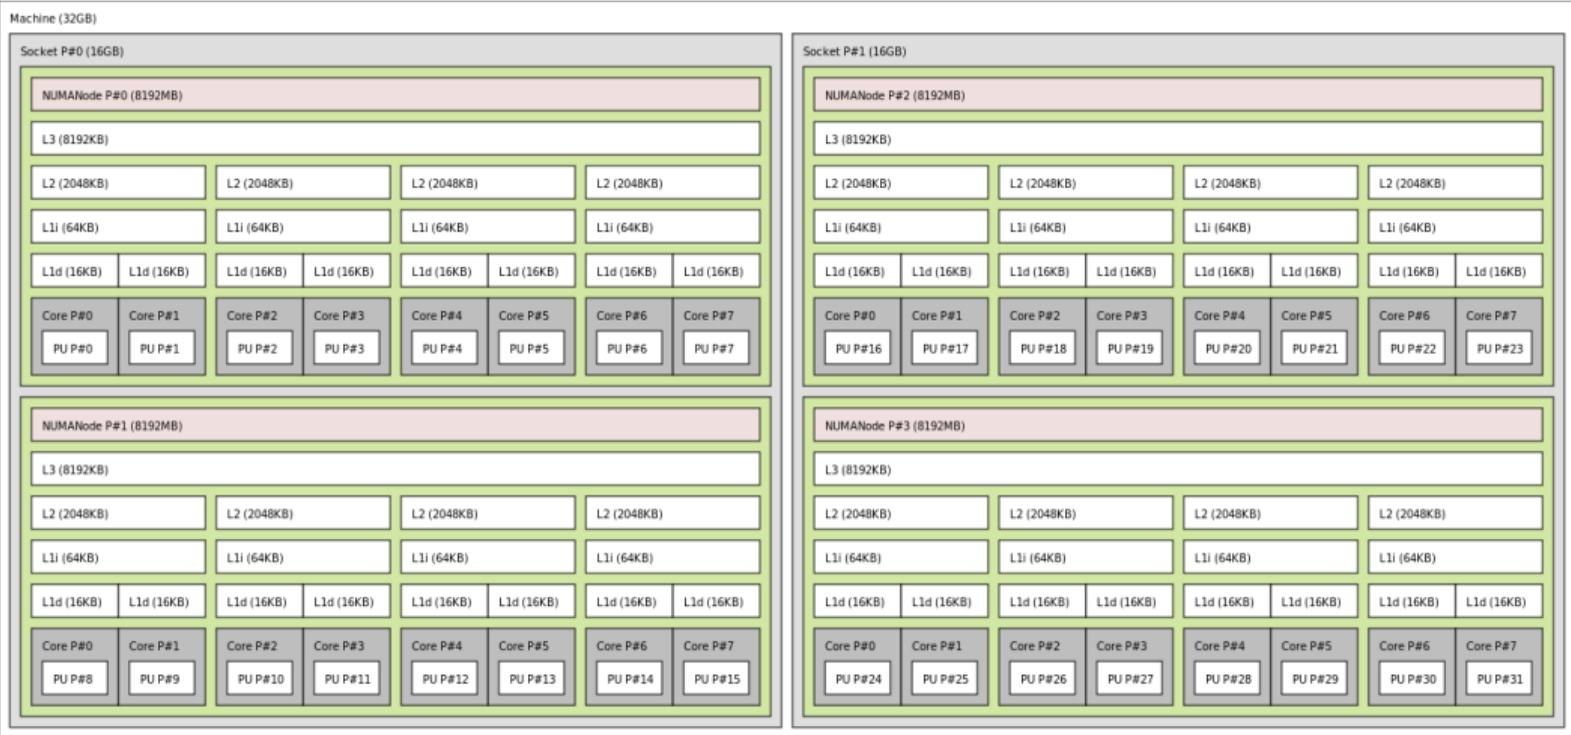 Machine (32GB)
Socket P#0 (16GB)
NUMANode P#0 (8192MB)
L3 (8192KB)
L2 (2048KB) L2 (2048KB) L2 (2048KB) L2 (2048KB)
L1i (64KB) L1i (64KB) L1i (64KB) L1i (64KB)
L1d (16KB) L1d (16KB) L1d (16KB) L1d (16KB) L1d (16KB) L1d (16KB) L1d (16KB) L1d (16KB)
Core P#0 Core P#1 Core P#2 Core P#3 Core P#4 Core P#5 Core P#6 Core P#7
PU P#0 PU P#1 PU P#2 PU P#3 PU P#4 PU P#5 PU P#6 PU P#7
NUMANode P#1 (8192MB)
L3 (8192KB)
L2 (2048KB) L2 (2048KB) L2 (2048KB) L2 (2048KB)
L1i (64KB) L1i (64KB) L1i (64KB) L1i (64KB)
L1d (16KB) L1d (16KB) L1d (16KB) L1d (16KB) L1d (16KB) L1d (16KB) L1d (16KB) L1d (16KB)
Core P#0 Core P#1 Core P#2 Core P#3 Core P#4 Core P#5 Core P#6 Core P#7
PU P#8 PU P#9 PU P#10 PU P#11 PU P#12 PU P#13 PU P#14 PU P#15
Socket P#1 (16GB)
NUMANode P#2 (8192MB)
L3 (8192KB)
L2 (2048KB) L2 (2048KB) L2 (2048KB) L2 (2048KB)
L1i (64KB) L1i (64KB) L1i (64KB) L1i (64KB)
L1d (16KB) L1d (16KB) L1d (16KB) L1d (16KB) L1d (16KB) L1d (16KB) L1d (16KB) L1d (16KB)
Core P#0 Core P#1 Core P#2 Core P#3 Core P#4 Core P#5 Core P#6 Core P#7
PU P#16 PU P#17 PU P#18 PU P#19 PU P#20 PU P#21 PU P#22 PU P#23
NUMANode P#3 (8192MB)
L3 (8192KB)
L2 (2048KB) L2 (2048KB) L2 (2048KB) L2 (2048KB)
L1i (64KB) L1i (64KB) L1i (64KB) L1i (64KB)
L1d (16KB) L1d (16KB) L1d (16KB) L1d (16KB) L1d (16KB) L1d (16KB) L1d (16KB) L1d (16KB)
Core P#0 Core P#1 Core P#2 Core P#3 Core P#4 Core P#5 Core P#6 Core P#7
PU P#24 PU P#25 PU P#26 PU P#27 PU P#28 PU P#29 PU P#30 PU P#31